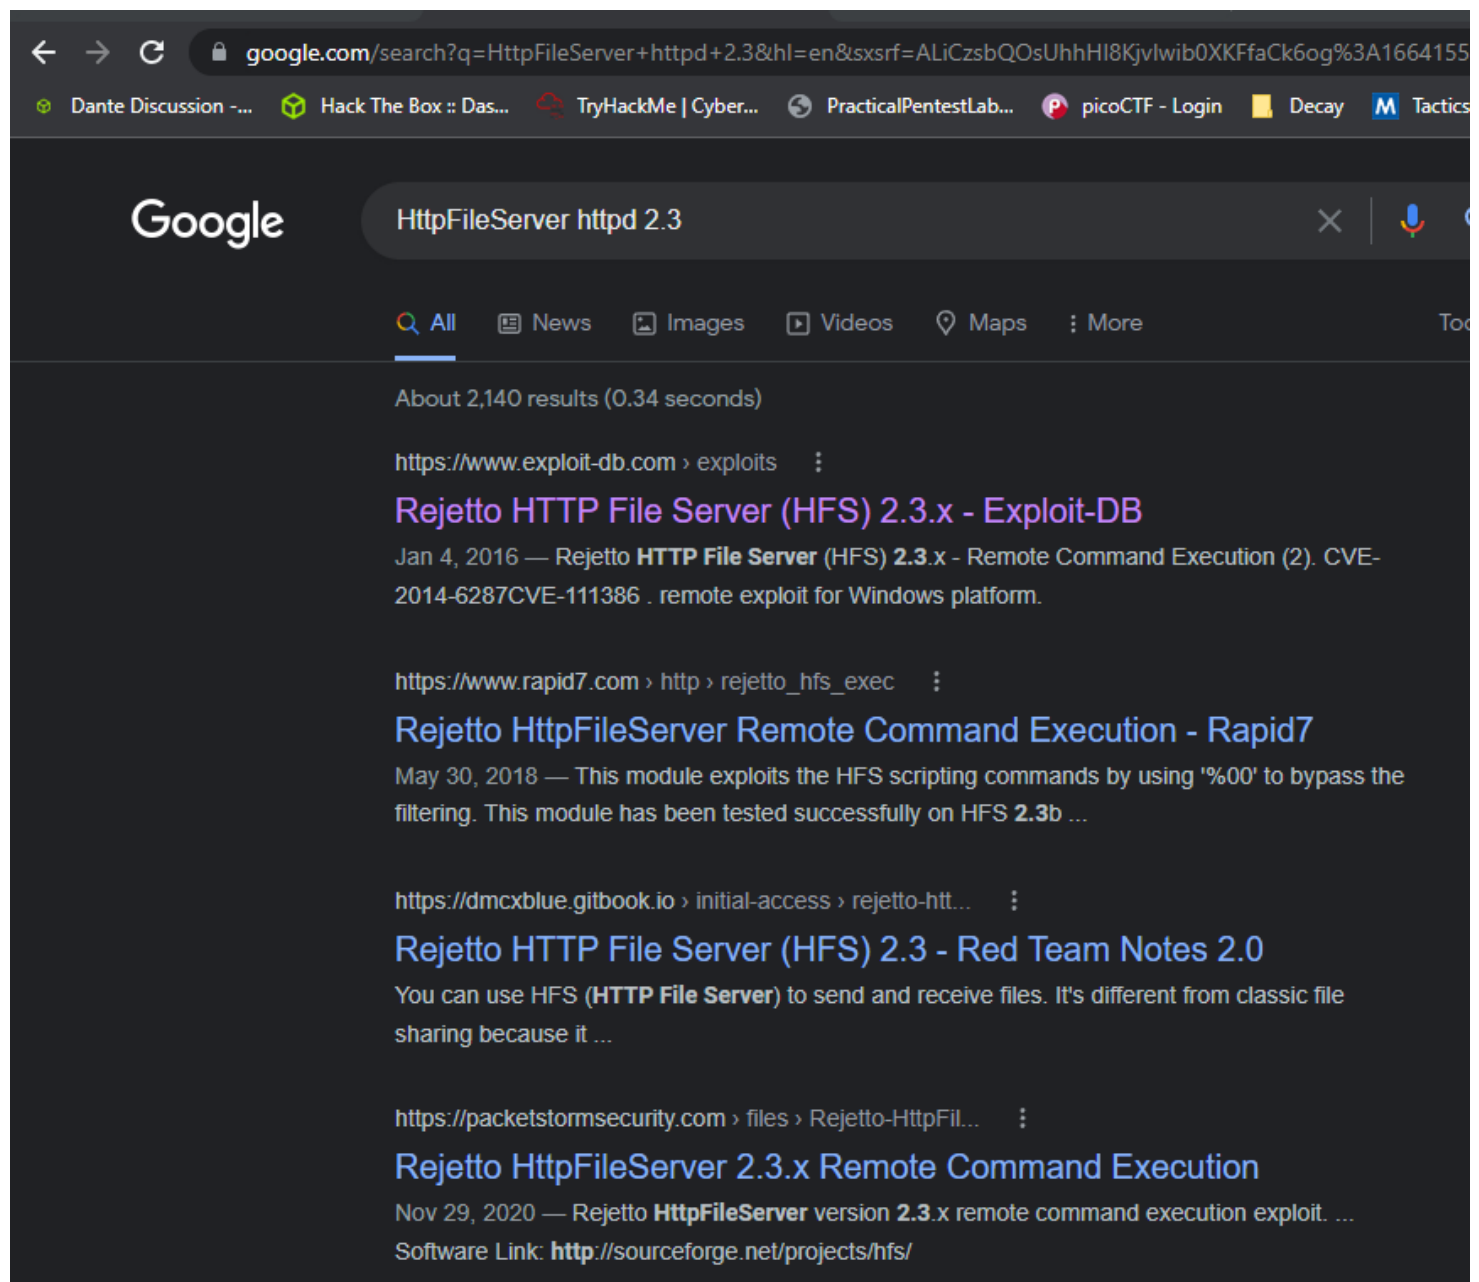 google.com/search?q=HttpFileServer+httpd+2.3&hl=en&sxsrf=ALiCzsbQOsUhhHl8Kjvlwib0XKFfaCk6og%3A1664155
Dante Discussion -... Hack The Box :: Das... TryHackMe | Cyber... PracticalPentestLab... picoCTF - Login Decay Tactics
Google HttpFileServer httpd 2.3
All News Images Videos Maps More
About 2,140 results (0.34 seconds)
https://www.exploit-db.com › exploits
Rejetto HTTP File Server (HFS) 2.3.x - Exploit-DB
Jan 4, 2016 — Rejetto HTTP File Server (HFS) 2.3.x - Remote Command Execution (2). CVE-
2014-6287CVE-111386 . remote exploit for Windows platform.
https://www.rapid7.com › http › rejetto_hfs_exec
Rejetto HttpFileServer Remote Command Execution - Rapid7
May 30, 2018 — This module exploits the HFS scripting commands by using '%00' to bypass the
filtering. This module has been tested successfully on HFS 2.3b ...
https://dmcxblue.gitbook.io › initial-access › rejetto-htt...
Rejetto HTTP File Server (HFS) 2.3 - Red Team Notes 2.0
You can use HFS (HTTP File Server) to send and receive files. It's different from classic file
sharing because it ...
https://packetstormsecurity.com › files › Rejetto-HttpFil...
Rejetto HttpFileServer 2.3.x Remote Command Execution
Nov 29, 2020 — Rejetto HttpFileServer version 2.3.x remote command execution exploit. ...
Software Link: http://sourceforge.net/projects/hfs/